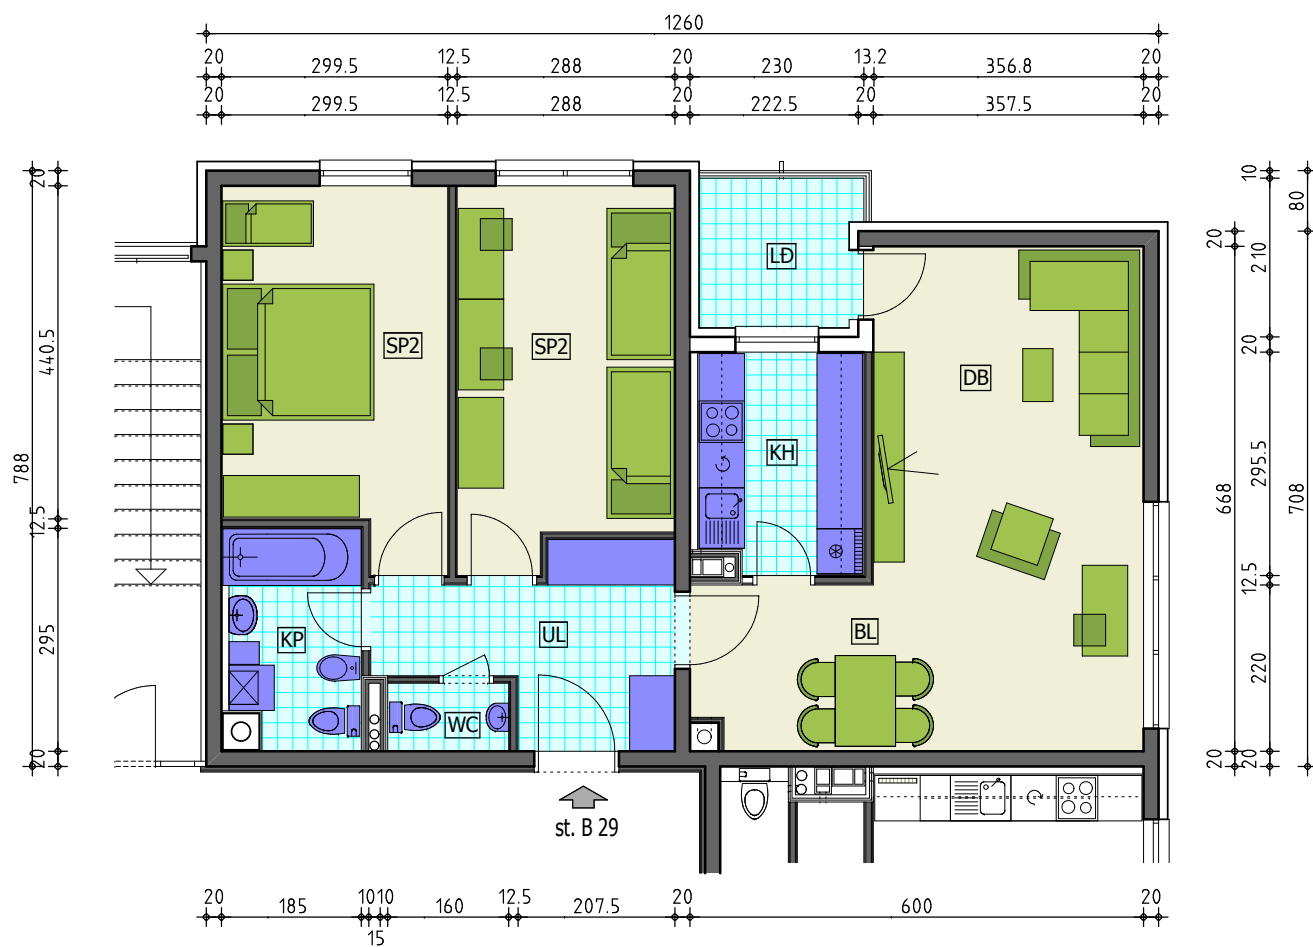 1260
20 299.5 12.5 288 20 230 13.2 356.8 20
20 299.5 12.5 288 20 222.5 20 357.5 20
20 440.5 12.5 295 20
788
10 210 20 295.5 12.5 220 20
80 708
20 668 20
LĐ
SP2 SP2
DB
KH
BL
UL
KP
WC
st. B 29
20 185 10 10 160 12.5 207.5 20 600 20
15